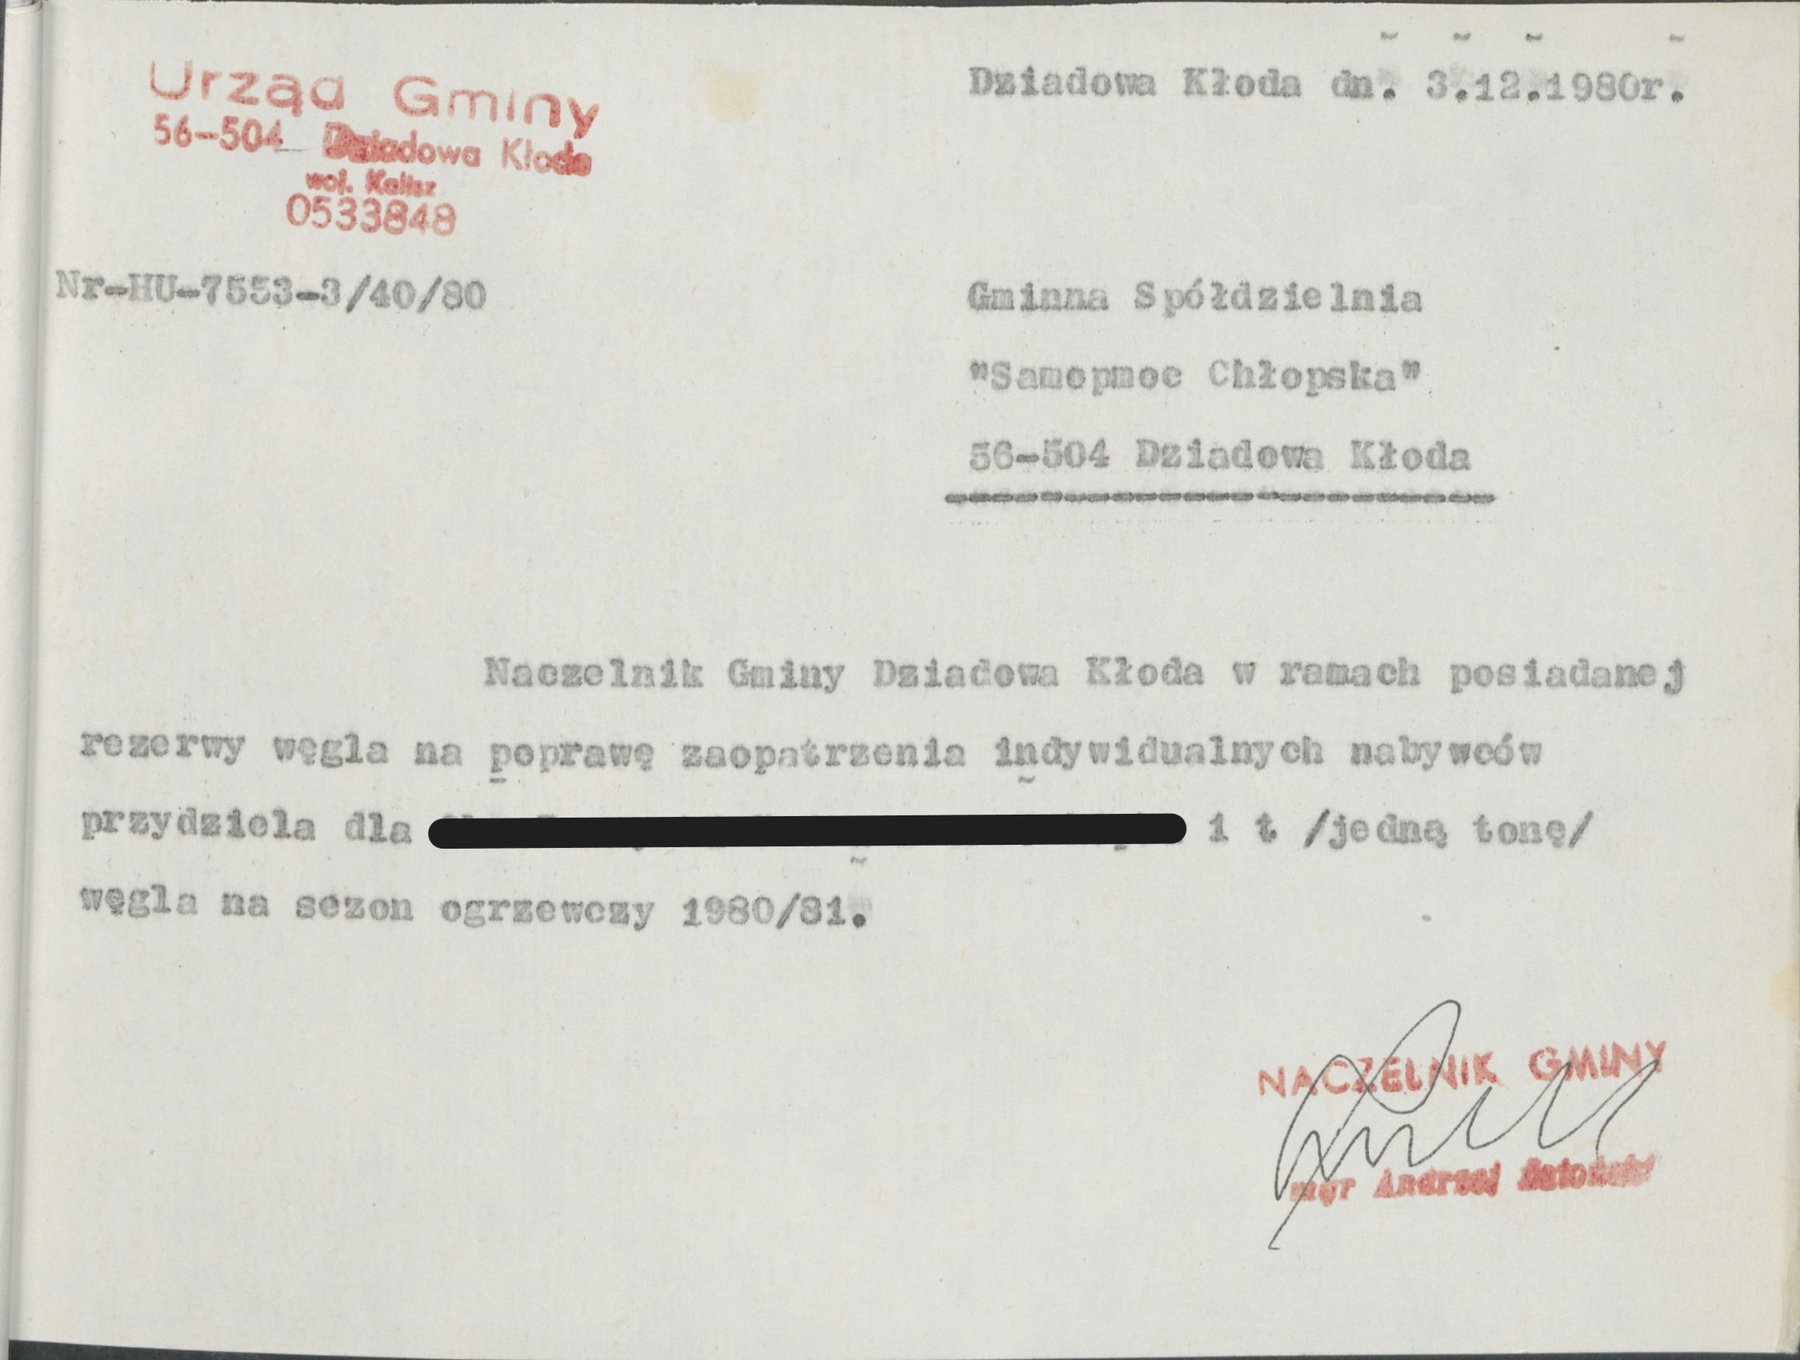 Urząd Gminy
56-504 Dziadowa Kłoda
woj. Kalisz
0533848
Dziadowa Kłoda dn. 3.12.1980r.
Nr-HU-7553-3/40/80
Gminna Spółdzielnia
"Samopmoc Chłopska"
56-504 Dziadowa Kłoda
Naczelnik Gminy Dziadowa Kłoda w ramach posiadanej
rezerwy węgla na poprawę zaopatrzenia indywidualnych nabywców
przydziela dla 1 t /jedną tonę/
węgla na sezon ogrzewczy 1980/81.
NACZELNIK GMINY
mgr Andrzej